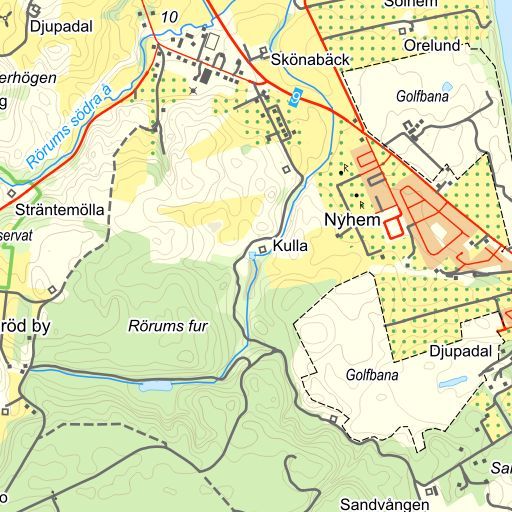 Solhem
Djupadal
10
Orelund
Skönabäck
erhögen
g
Golfbana
Rörums södra å
Sträntemölla
Nyhem
servat
Kulla
röd by
Rörums fur
Djupadal
Golfbana
Sal
o
Sandvången